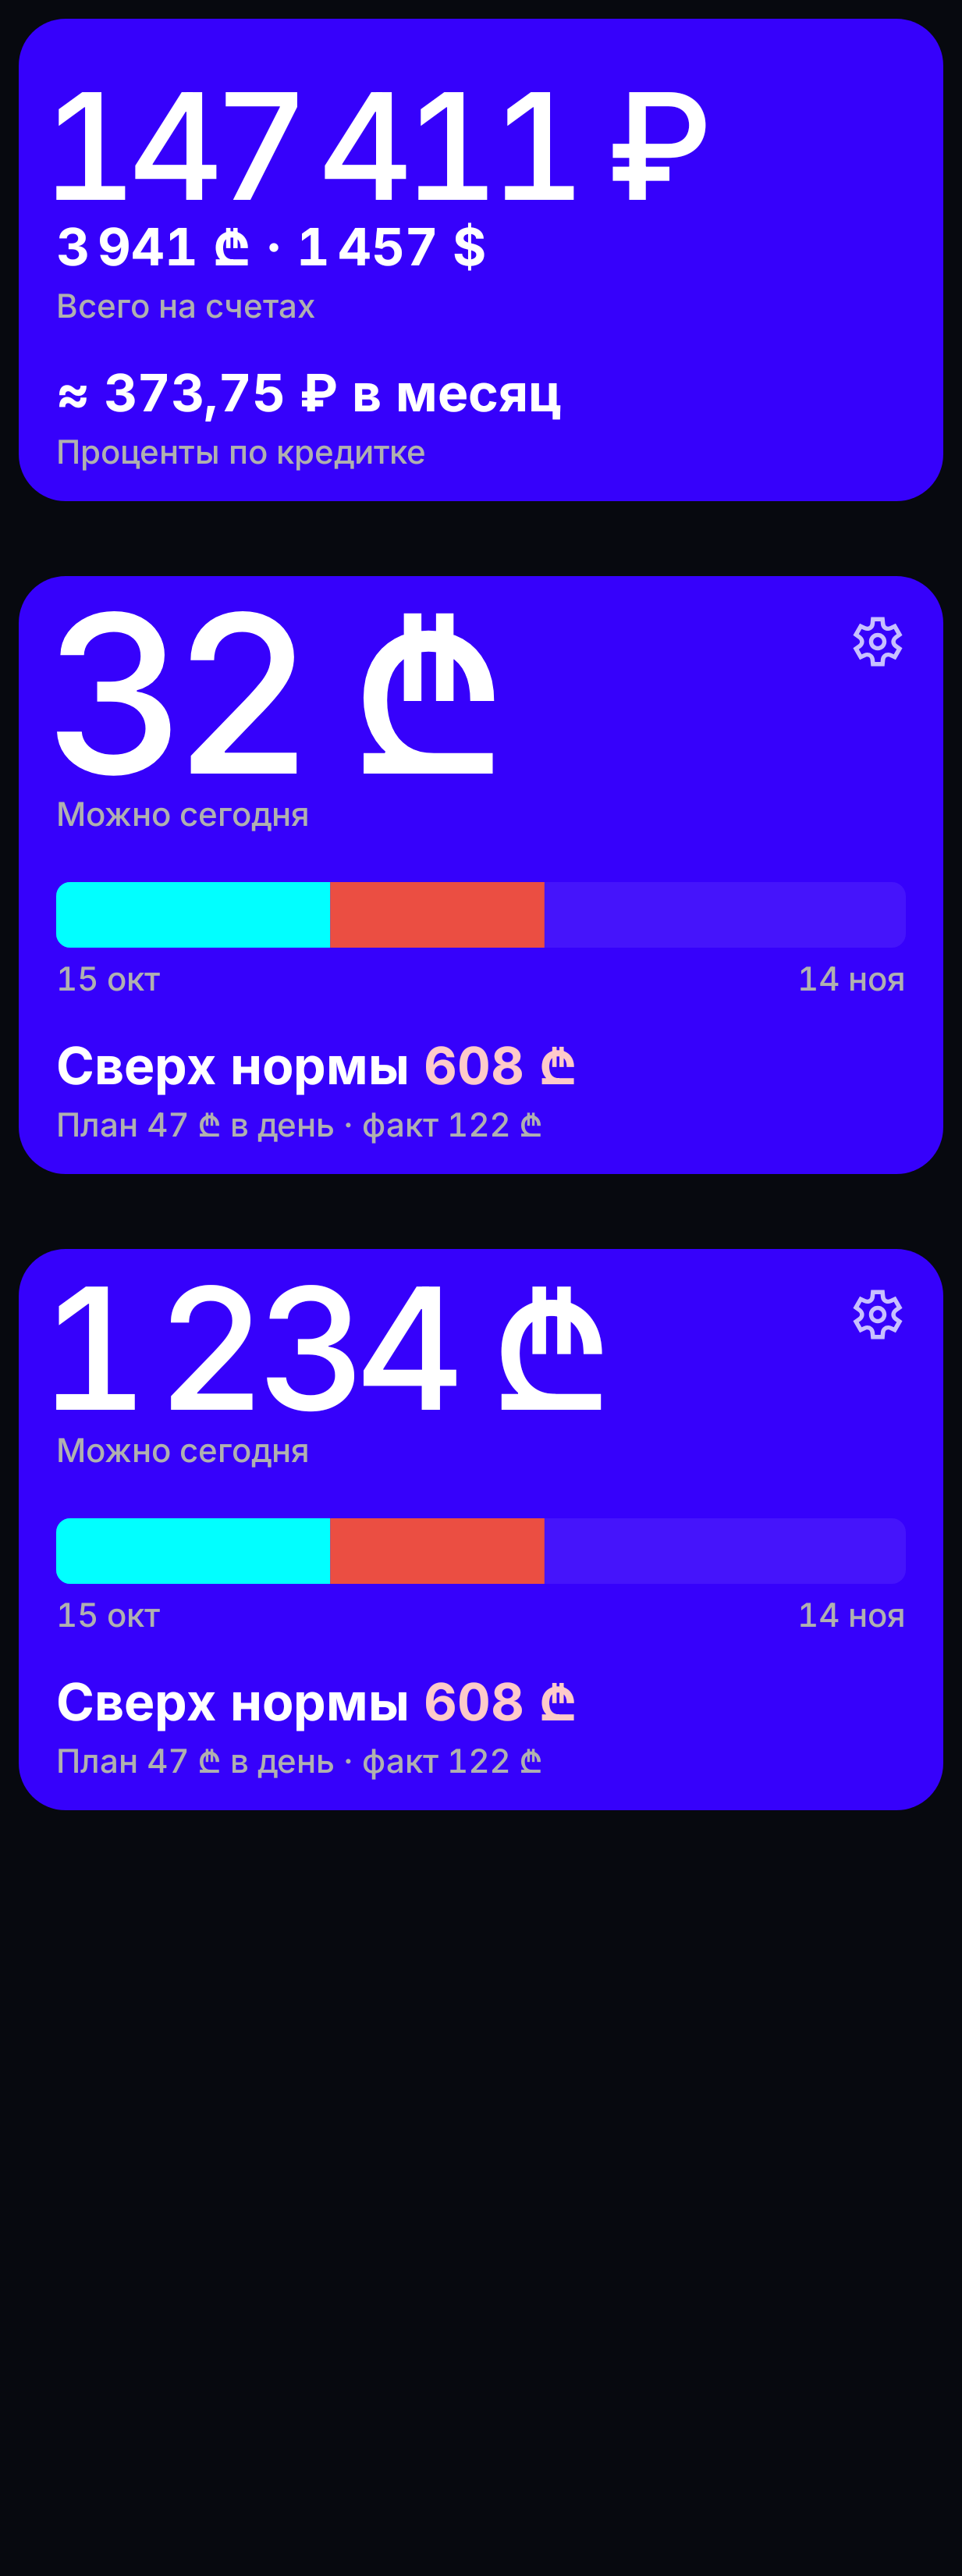 147 411 ₽
3 941 ₾ · 1 457 $
Всего на счетах
≈ 373,75 ₽ в месяц
Проценты по кредитке
32 ₾
Можно сегодня
15 окт 14 ноя
Сверх нормы 608 ₾
План 47 ₾ в день · факт 122 ₾
1 234 ₾
Можно сегодня
15 окт 14 ноя
Сверх нормы 608 ₾
План 47 ₾ в день · факт 122 ₾